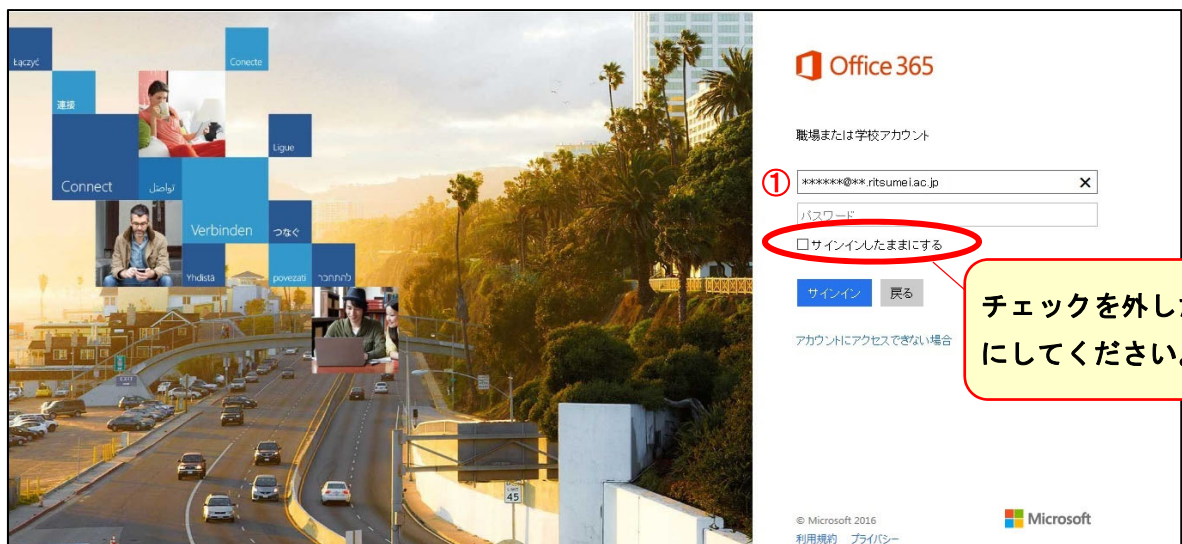 Łączyć
Conecte
連接
Ligue
Connect
تواصل
Verbinden
つなぐ
Yhdistä
povezati
להתחבר
EXIT
LIMIT
45
Office 365
職場または学校アカウント
①
******@**.ritsumei.ac.jp
パスワード
サインインしたままにする
サインイン
戻る
アカウントにアクセスできない場合
チェックを外し
にしてください。
© Microsoft 2016
Microsoft
利用規約 プライバシー